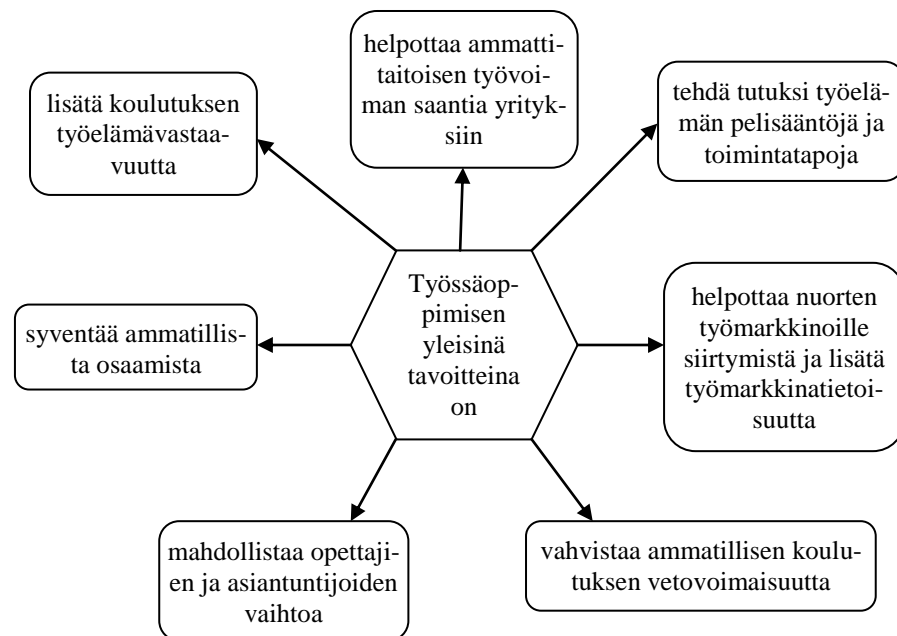 helpottaa ammatti-
taitoisen työvoi-
man saantia yrityk-
siin
lisätä koulutuksen
työelämävastaa-
vuutta
tehdä tutuksi työelä-
män pelisääntöjä ja
toimintatapoja
Työssäop-
pimisen
yleisinä
tavoitteina
on
syventää ammatillis-
ta osaamista
helpottaa nuorten
työmarkkinoille
siirtymistä ja lisätä
työmarkkinatietoi-
suutta
mahdollistaa opettaji-
en ja asiantuntijoiden
vaihtoa
vahvistaa ammatillisen koulu-
tuksen vetovoimaisuutta